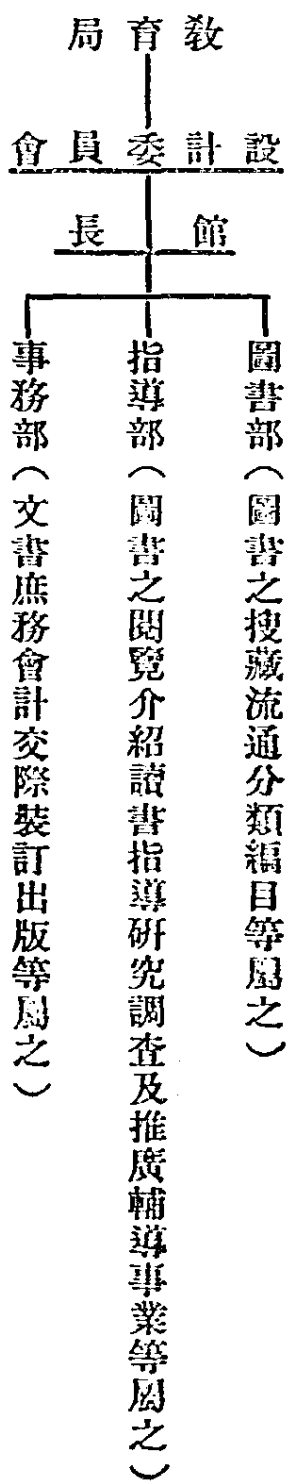 教育局
設計委員會
館長
圖書部（圖書之搜藏流通分類編目等屬之）
指導部（圖書之閱覽介紹讀書指導研究調查及推廣輔導事業等屬之）
事務部（文書庶務會計交際裝訂出版等屬之）